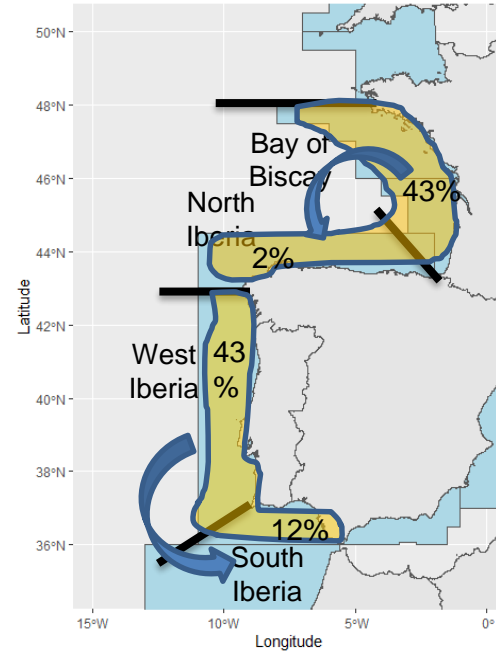 50°N
48°N
Bay of
Biscay
46°N
43%
North
Iberia
44°N
2%
Latitude
42°N
West
Iberia
43
%
40°N
38°N
12%
36°N
South
Iberia
15°W
10°W
5°W
0°
Longitude